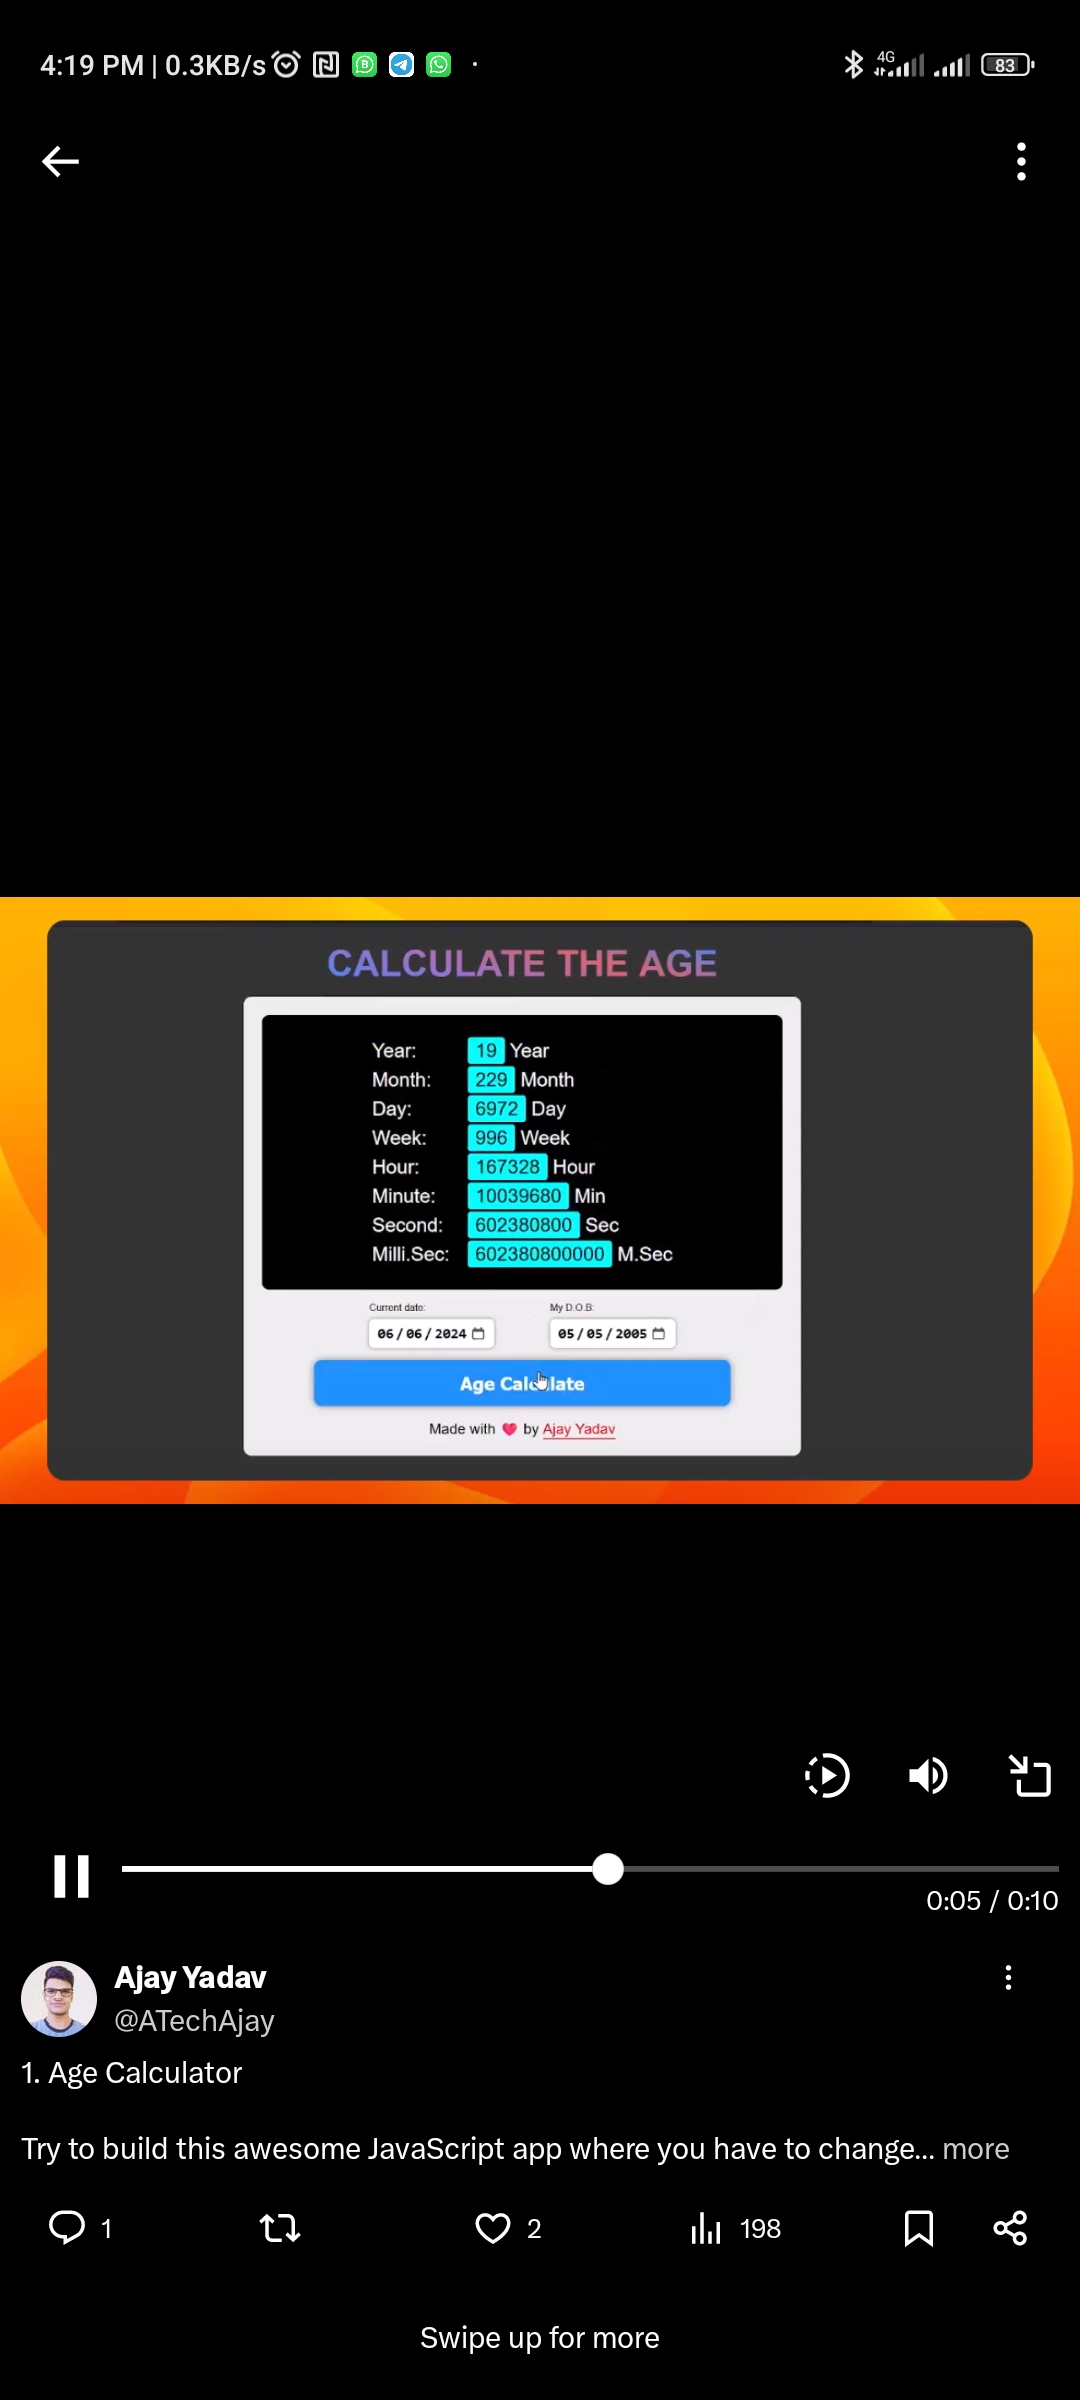 4:19 PM | 0.3KB/s
4G
83
CALCULATE THE AGE
Year: 19 Year
Month: 229 Month
Day: 6972 Day
Week: 996 Week
Hour: 167328 Hour
Minute: 10039680 Min
Second: 602380800 Sec
Milli.Sec: 602380800000 M.Sec
Current date: My D.O.B:
06/06/2024 05/05/2005
Age Calculate
Made with ❤ by Ajay Yadav
0:05 / 0:10
Ajay Yadav
@ATechAjay
1. Age Calculator
Try to build this awesome JavaScript app where you have to change... more
1 2 198
Swipe up for more